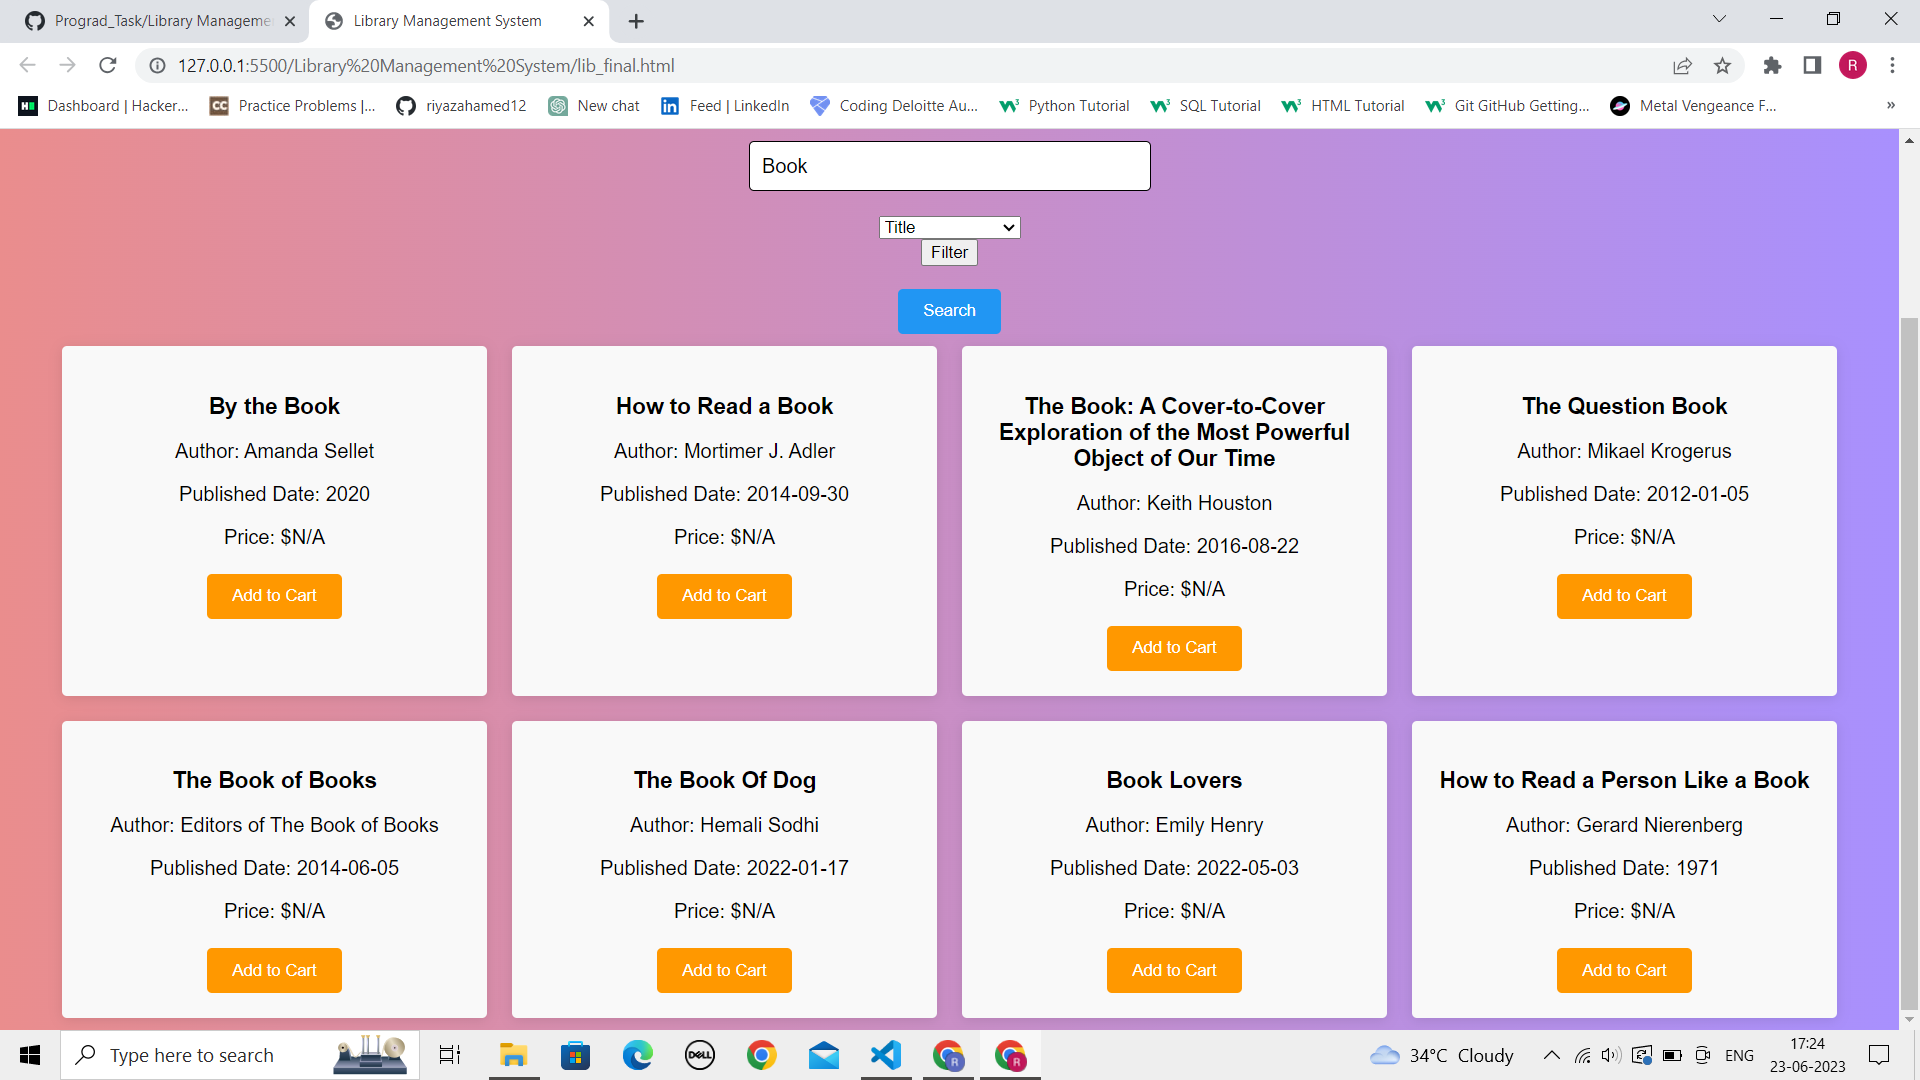 Prograd_Task/Library Manageme
Library Management System
127.0.0.1:5500/Library%20Management%20System/lib_final.html
R
Dashboard | Hacker...
CC
Practice Problems |...
riyazahamed12
New chat
in
Feed | LinkedIn
Coding Deloitte Au...
Python Tutorial
SQL Tutorial
HTML Tutorial
Git GitHub Getting...
Metal Vengeance F...
»
Book
Title
Filter
Search
By the Book
Author: Amanda Sellet
Published Date: 2020
Price: $N/A
Add to Cart
How to Read a Book
Author: Mortimer J. Adler
Published Date: 2014-09-30
Price: $N/A
Add to Cart
The Book: A Cover-to-Cover
Exploration of the Most Powerful
Object of Our Time
Author: Keith Houston
Published Date: 2016-08-22
Price: $N/A
Add to Cart
The Question Book
Author: Mikael Krogerus
Published Date: 2012-01-05
Price: $N/A
Add to Cart
The Book of Books
Author: Editors of The Book of Books
Published Date: 2014-06-05
Price: $N/A
Add to Cart
The Book Of Dog
Author: Hemali Sodhi
Published Date: 2022-01-17
Price: $N/A
Add to Cart
Book Lovers
Author: Emily Henry
Published Date: 2022-05-03
Price: $N/A
Add to Cart
How to Read a Person Like a Book
Author: Gerard Nierenberg
Published Date: 1971
Price: $N/A
Add to Cart
Type here to search
DELL
R
R
34°C Cloudy
ENG
17:24
23-06-2023